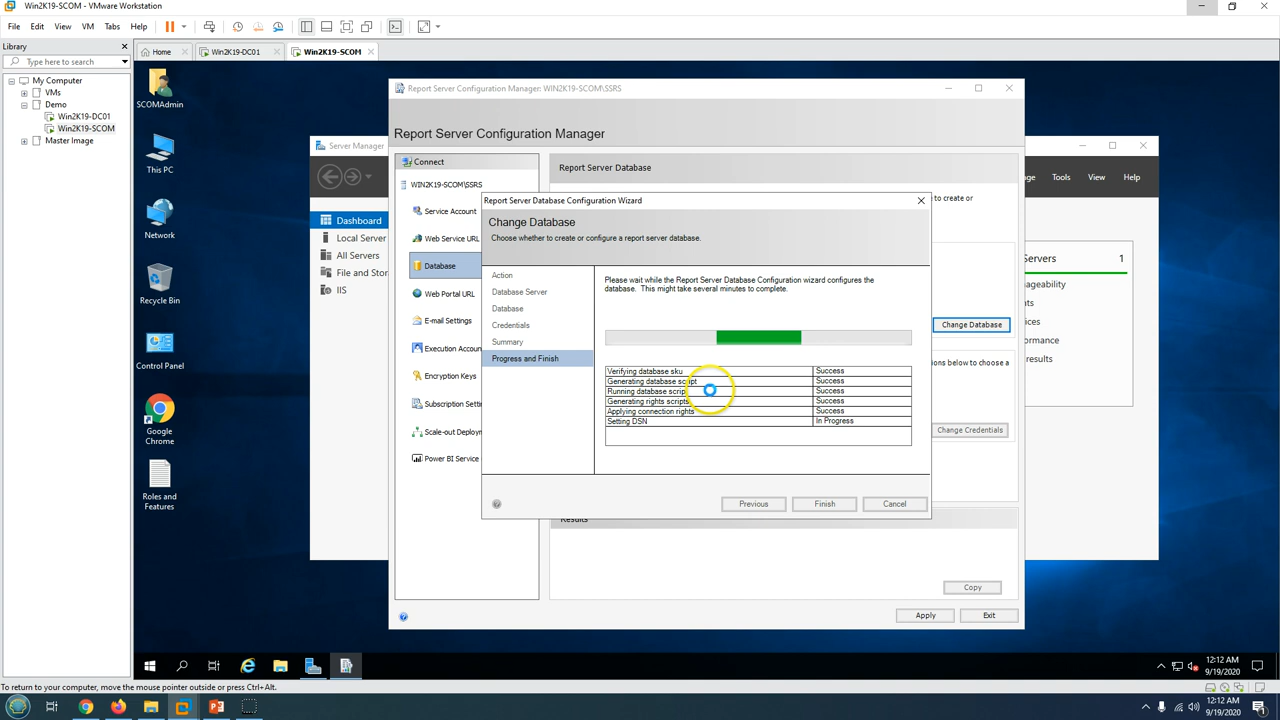 Win2K19-SCOM - VMware Workstation
File Edit View VM Tabs Help
Library
Type here to search
Home
Win2K19-DC01
Win2K19-SCOM
My Computer
VMs
Demo
Win2K19-DC01
Win2K19-SCOM
Master Image
SCOMAdmin
This PC
Network
Recycle Bin
Control Panel
Google
Chrome
Roles and
Features
Server Manager
Dashboard
Local Server
All Servers
File and Stor
IIS
Tools View Help
Servers 1
Report Server Configuration Manager: WIN2K19-SCOM\SSRS
Report Server Configuration Manager
Connect
WIN2K19-SCOM\SSRS
Service Account
Web Service URL
Database
Web Portal URL
E-mail Settings
Execution Accoun
Encryption Keys
Subscription Setti
Scale-out Deploym
Power BI Service
Report Server Database
d to create or
Change Database
ions below to choose a
Change Credentials
Results
Copy
Apply
Exit
Report Server Database Configuration Wizard
Change Database
Choose whether to create or configure a report server database.
Action
Database Server
Database
Credentials
Summary
Progress and Finish
Please wait while the Report Server Database Configuration wizard configures the
database. This might take several minutes to complete.
Verifying database sku Success
Generating database script Success
Running database scrip Success
Generating rights scripts Success
Applying connection rights Success
Setting DSN In Progress
Previous
Finish
Cancel
12:12 AM
9/19/2020
To return to your computer, move the mouse pointer outside or press Ctrl+Alt.
12:12 AM
9/19/2020